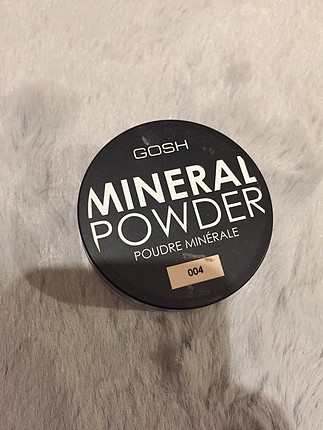 GOSH
MINERAL
POWDER
POUDRE MINÉRALE
004